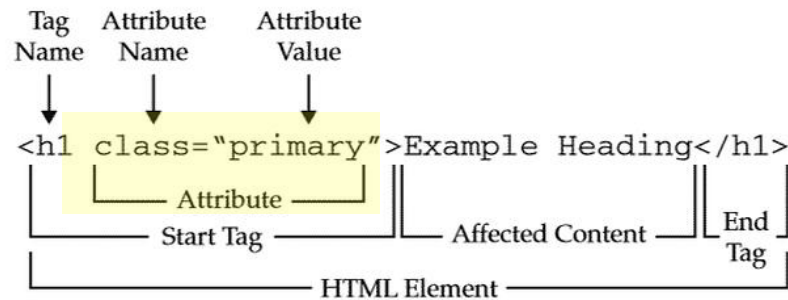 Tag Attribute Attribute
Name Name Value
<h1 class=“primary”>Example Heading</h1>
Attribute
Start Tag Affected Content End
Tag
HTML Element